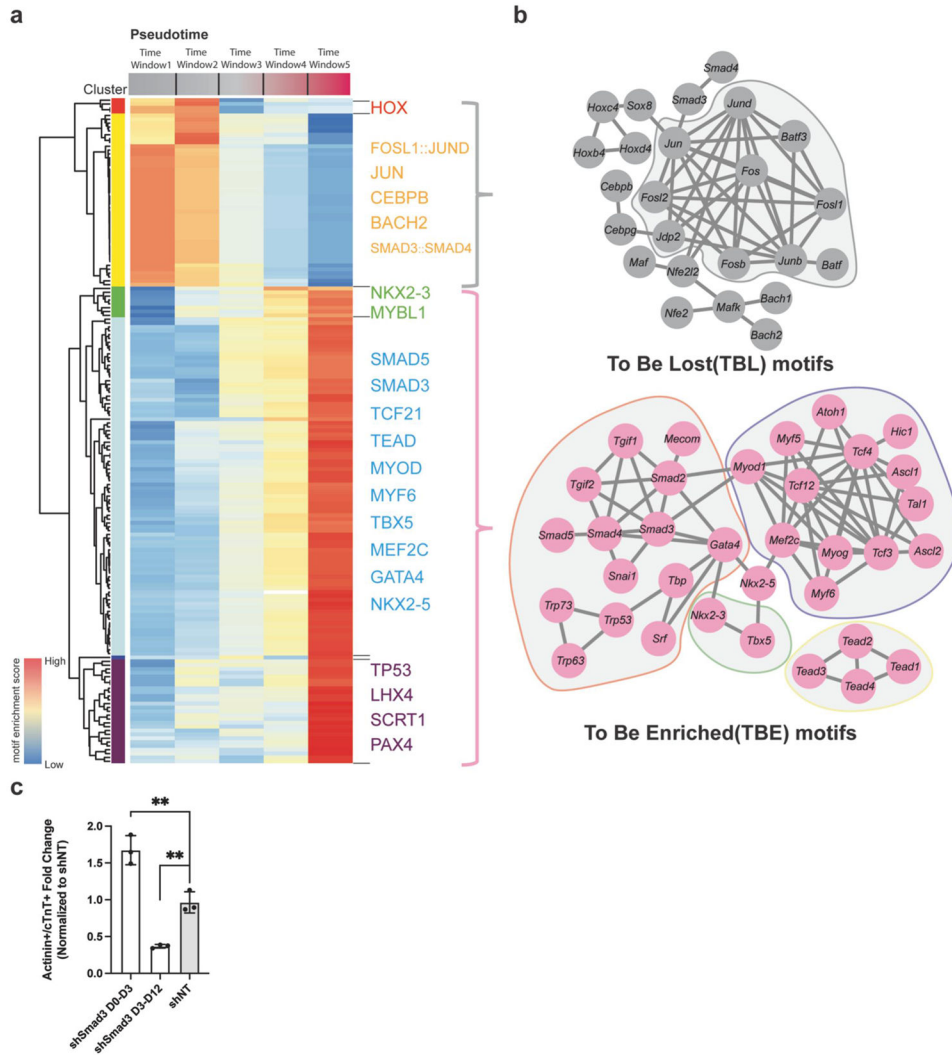 a
Pseudotime
Time Window1
Time Window2
Time Window3
Time Window4
Time Window5
Cluster
HOX
FOSL1::JUND
JUN
CEBPB
BACH2
SMAD3::SMAD4
NKX2-3
MYBL1
SMAD5
SMAD3
TCF21
TEAD
MYOD
MYF6
TBX5
MEF2C
GATA4
NKX2-5
TP53
LHX4
SCRT1
PAX4
motif enrichment score
High
Low
b
Smad4
Smad3
Hoxc4
Sox8
Jund
Hoxb4
Hoxd4
Jun
Batf3
Fos
Cebpb
Fosl2
Fosl1
Cebpg
Jdp2
Maf
Nfe2l2
Fosb
Junb
Batf
Nfe2
Mafk
Bach1
Bach2
To Be Lost(TBL) motifs
Tgif1
Mecom
Atoh1
Myf5
Tcf4
Hic1
Tgif2
Smad2
Myod1
Tcf12
Ascl1
Tal1
Smad5
Smad4
Smad3
Gata4
Mef2c
Myog
Tcf3
Ascl2
Snai1
Tbp
Nkx2-5
Myf6
Trp73
Trp53
Nkx2-3
Trp63
Srf
Tbx5
Tead2
Tead3
Tead1
Tead4
To Be Enriched(TBE) motifs
c
Actinin+/cTnT+ Fold Change
(Normalized to shNT)
2.0
1.5
1.0
0.5
0.0
**
**
shSmad3 D0-D3
shSmad3 D3-D12
shNT